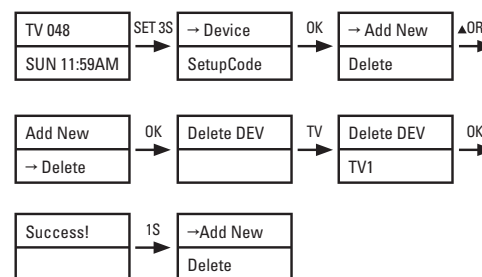 TV 048
SUN 11:59AM
SET 3S
→ Device
SetupCode
OK
→ Add New
Delete
▲OR
Add New
→ Delete
OK
Delete DEV
TV
Delete DEV
TV1
OK
Success!
1S
→Add New
Delete